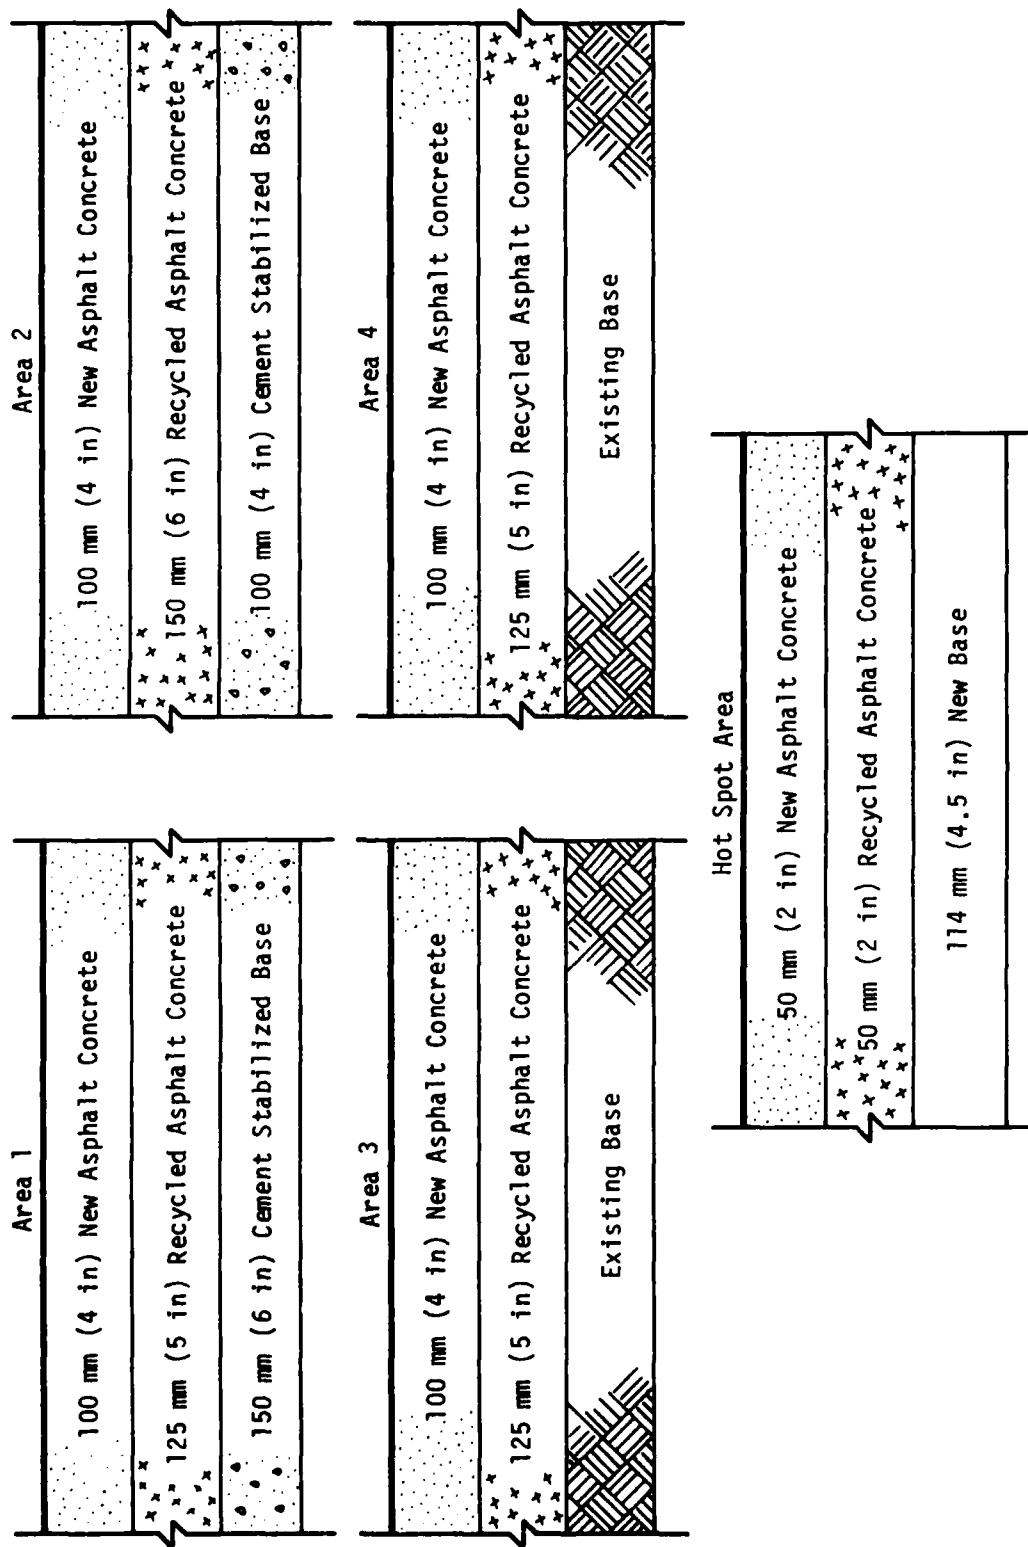 Area 1
100 mm (4 in) New Asphalt Concrete
125 mm (5 in) Recycled Asphalt Concrete
150 mm (6 in) Cement Stabilized Base
Area 2
100 mm (4 in) New Asphalt Concrete
150 mm (6 in) Recycled Asphalt Concrete
100 mm (4 in) Cement Stabilized Base
Area 3
100 mm (4 in) New Asphalt Concrete
125 mm (5 in) Recycled Asphalt Concrete
Existing Base
Area 4
100 mm (4 in) New Asphalt Concrete
125 mm (5 in) Recycled Asphalt Concrete
Existing Base
Hot Spot Area
50 mm (2 in) New Asphalt Concrete
50 mm (2 in) Recycled Asphalt Concrete
114 mm (4.5 in) New Base